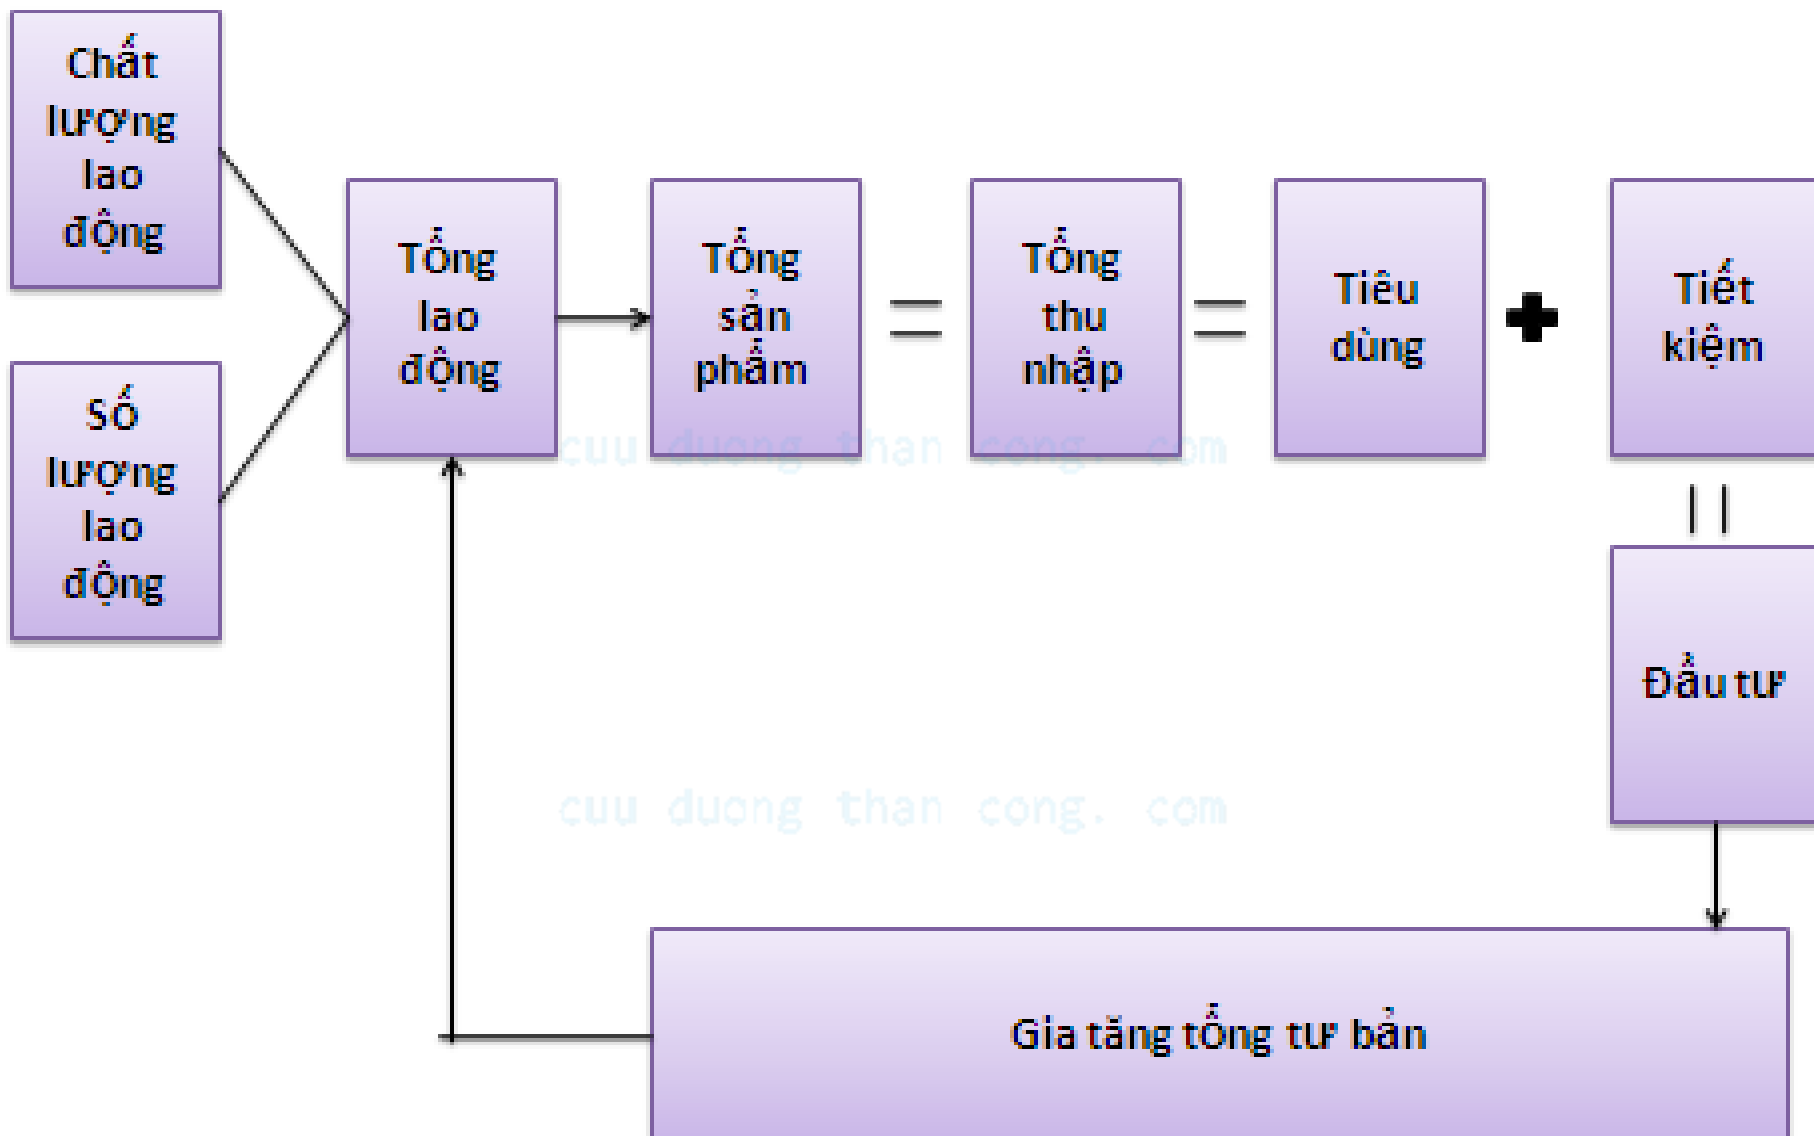 Chất
lượng
lao
động
Số
lượng
lao
động
Tổng
lao
động
Tổng
sản
phẩm
Tổng
thu
nhập
Tiêu
dùng
Tiết
kiệm
Đầu tư
Gia tăng tổng tư bản
cuu duong than cong. com
cuu duong than cong. com